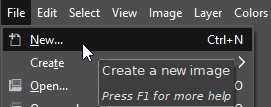 File Edit Select View Image Layer Colors
New... Ctrl+N
Create
Create a new image
Open...
Press F1 for more help